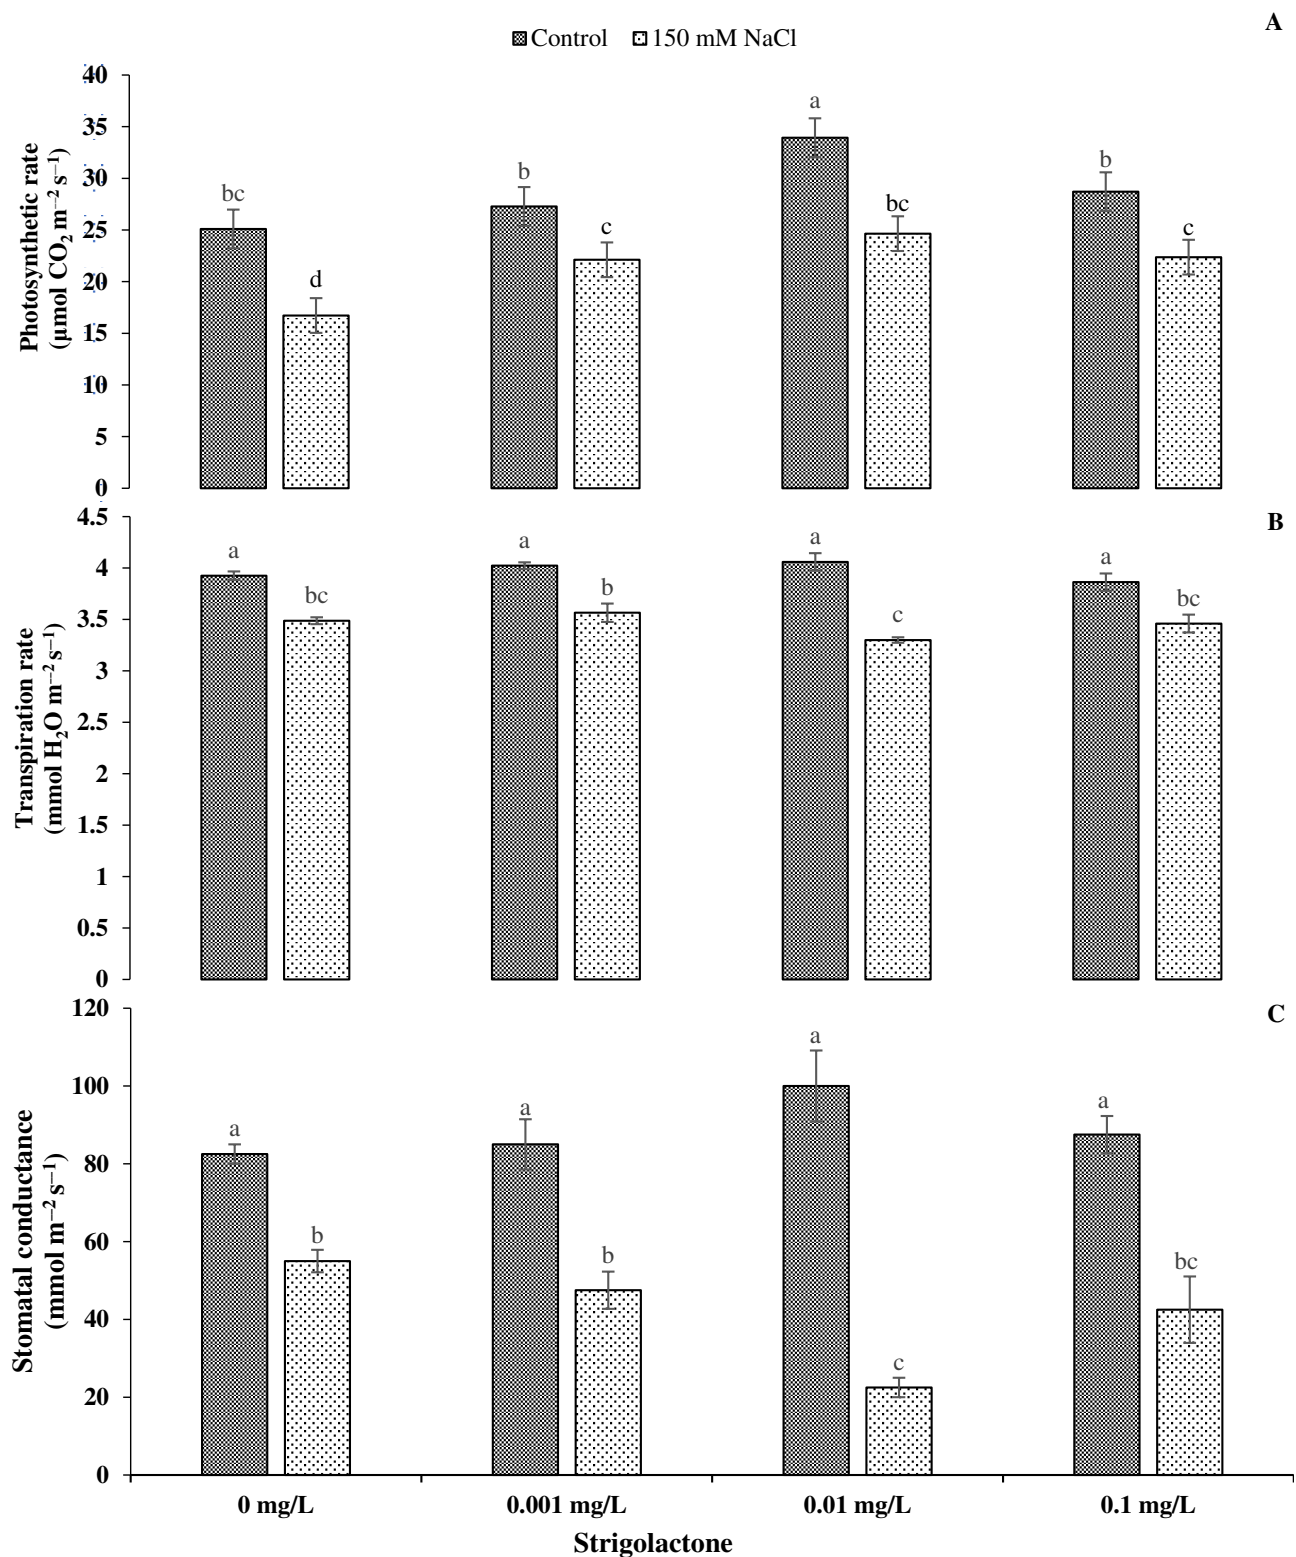 A
Control 150 mM NaCl
40
35
30
25
20
15
10
5
0
Photosynthetic rate
(µmol CO₂ m⁻² s⁻¹)
bc
d
b
c
a
bc
b
c
B
4.5
4
3.5
3
2.5
2
1.5
1
0.5
0
Transpiration rate
(mmol H₂O m⁻² s⁻¹)
a
bc
a
b
a
c
a
bc
C
120
100
80
60
40
20
0
Stomatal conductance
(mmol m⁻² s⁻¹)
a
b
a
b
a
c
a
bc
0 mg/L 0.001 mg/L 0.01 mg/L 0.1 mg/L
Strigolactone